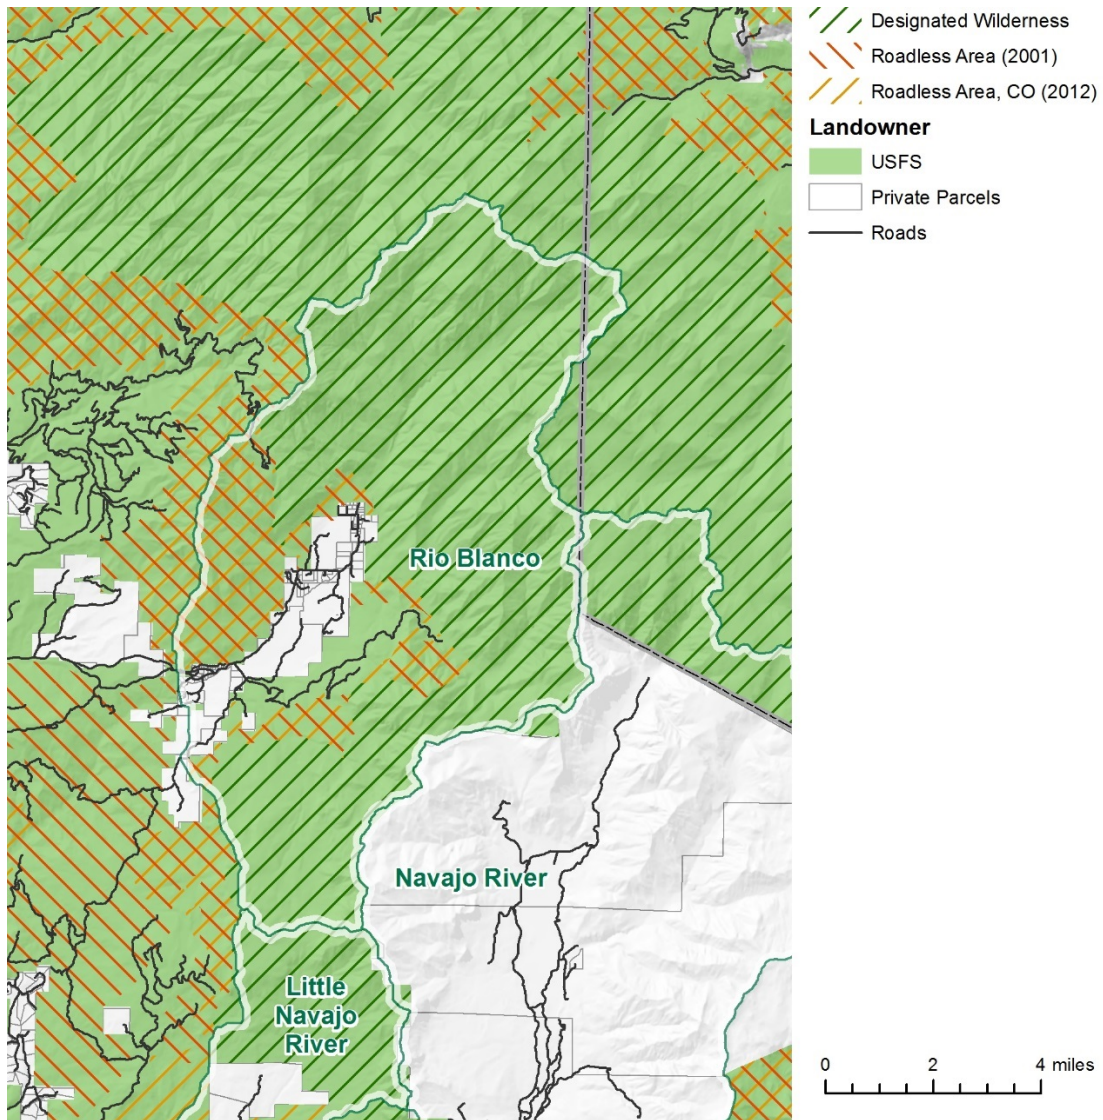 Designated Wilderness
Roadless Area (2001)
Roadless Area, CO (2012)
Landowner
USFS
Private Parcels
Roads
Rio Blanco
Navajo River
Little
Navajo
River
0 2 4 miles